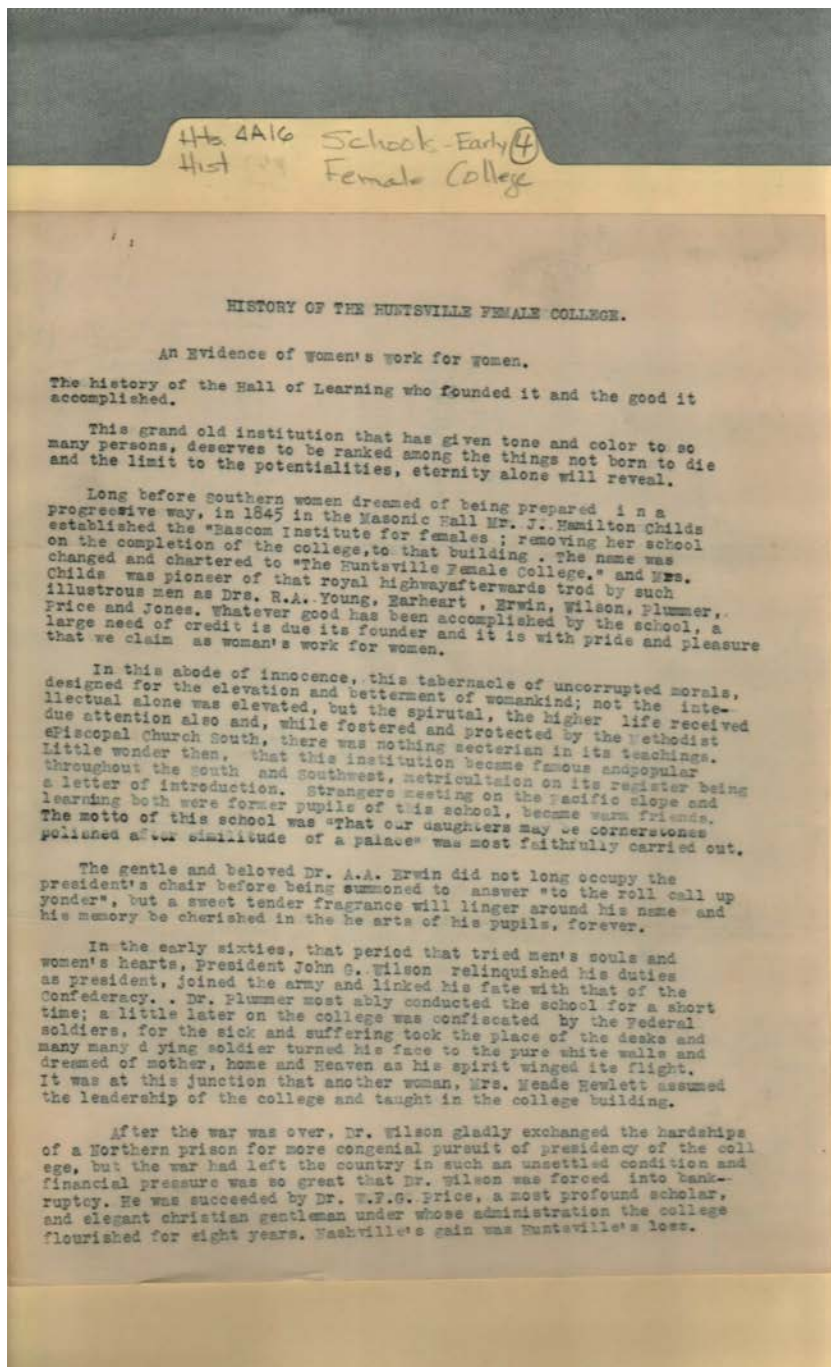 Hts. 4A16 Schools-Early 4
Hist
Female College
HISTORY OF THE HUNTSVILLE FEMALE COLLEGE.
An Evidence of women's work for women.
The history of the Hall of Learning who founded it and the good it
accomplished.
This grand old institution that has given tone and color to so
many persons, deserves to be ranked among the things not born to die
and the limit to the potentialities, eternity alone will reveal.
Long before southern women dreamed of being prepared i n a
progressive way, in 1845 in the Masonic Hall Mr. J. Hamilton Childs
established the "Bascom Institute for females ; removing her school
on the completion of the college,to that building . The name was
changed and chartered to "The Huntsville Female College." and Mrs.
Childs was pioneer of that royal highwayafterwards trod by such
illustrous men as Drs. R.A. Young, Earheart , Erwin, Wilson, Plummer,
Price and Jones. Whatever good has been accomplished by the school, a
large need of credit is due its founder and it is with pride and pleasure
that we claim as woman's work for women.
In this abode of innocence, this tabernacle of uncorrupted morals,
designed for the elevation and betterment of womankind; not the inte-
llectual alone was elevated, but the spirutal, the higher life received
due attention also and, while fostered and protected by the Methodist
ePiscopal Church South, there was nothing secterian in its teachings.
Little wonder then, that this institution became famous andpopular
throughout the south and Southwest, metricultaion on its register being
a letter of introduction. Strangers meeting on the Pacific slope and
learning both were former pupils of this school, became warm friends.
The motto of this school was "That our daughters may be cornerstones
polished after similitude of a palace" was most faithfully carried out.
The gentle and beloved Dr. A.A. Erwin did not long occupy the
president's chair before being summoned to answer "to the roll call up
yonder", but a sweet tender fragrance will linger around his name and
his memory be cherished in the he arts of his pupils, forever.
In the early sixties, that period that tried men's souls and
women's hearts, President John G. Wilson relinquished his duties
as president, joined the army and linked his fate with that of the
Confederacy. . Dr. Plummer most ably conducted the school for a short
time; a little later on the college was confiscated by the Federal
soldiers, for the sick and suffering took the place of the desks and
many many d ying soldier turned his face to the pure white walls and
dreamed of mother, home and Heaven as his spirit winged its flight.
It was at this junction that another woman, Mrs. Meade Hewlett assumed
the leadership of the college and taught in the college building.
After the war was over, Dr. Wilson gladly exchanged the hardships
of a Northern prison for more congenial pursuit of presidency of the coll
ege, but the war had left the country in such an unsettled condition and
financial pressure was so great that Dr. Wilson was forced into bank-
ruptcy. He was succeeded by Dr. W.F.G. Price, a most profound scholar,
and elegant christian gentleman under whose administration the college
flourished for eight years. Nashville's gain was Huntsville's loss.